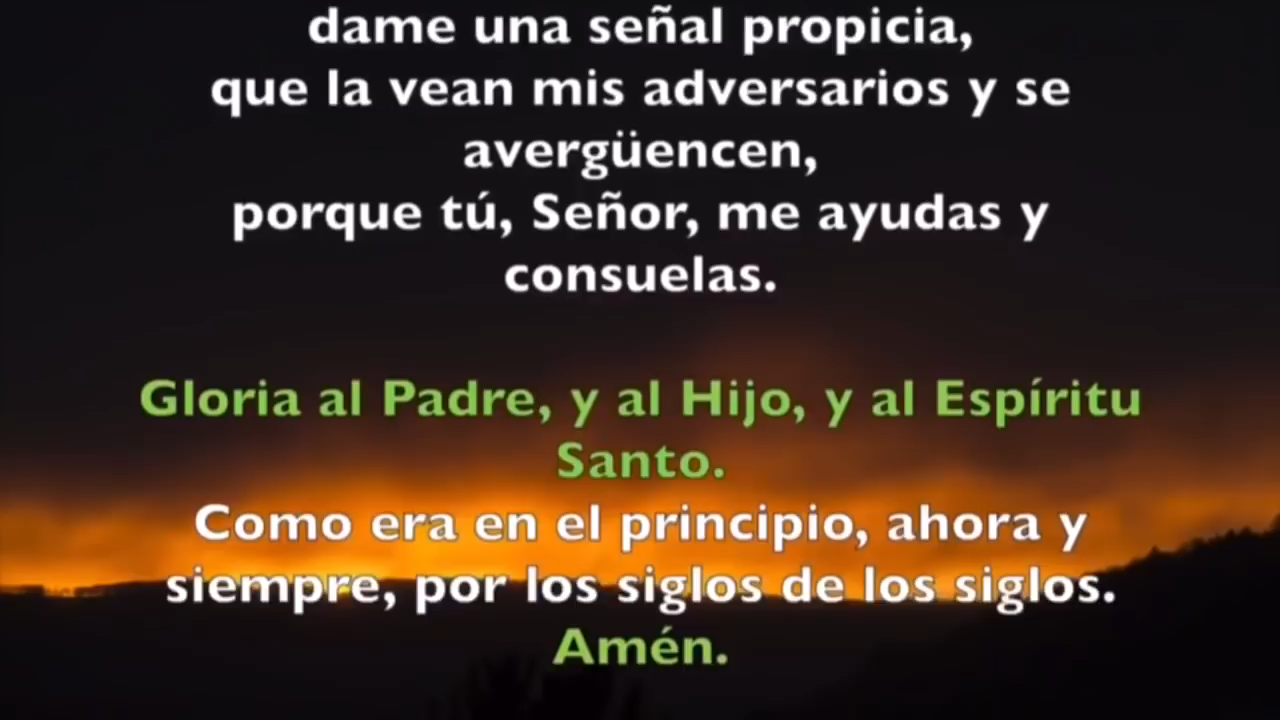 dame una señal propicia,
que la vean mis adversarios y se
avergüencen,
porque tú, Señor, me ayudas y
consuelas.
Gloria al Padre, y al Hijo, y al Espíritu
Santo.
Como era en el principio, ahora y
siempre, por los siglos de los siglos.
Amén.